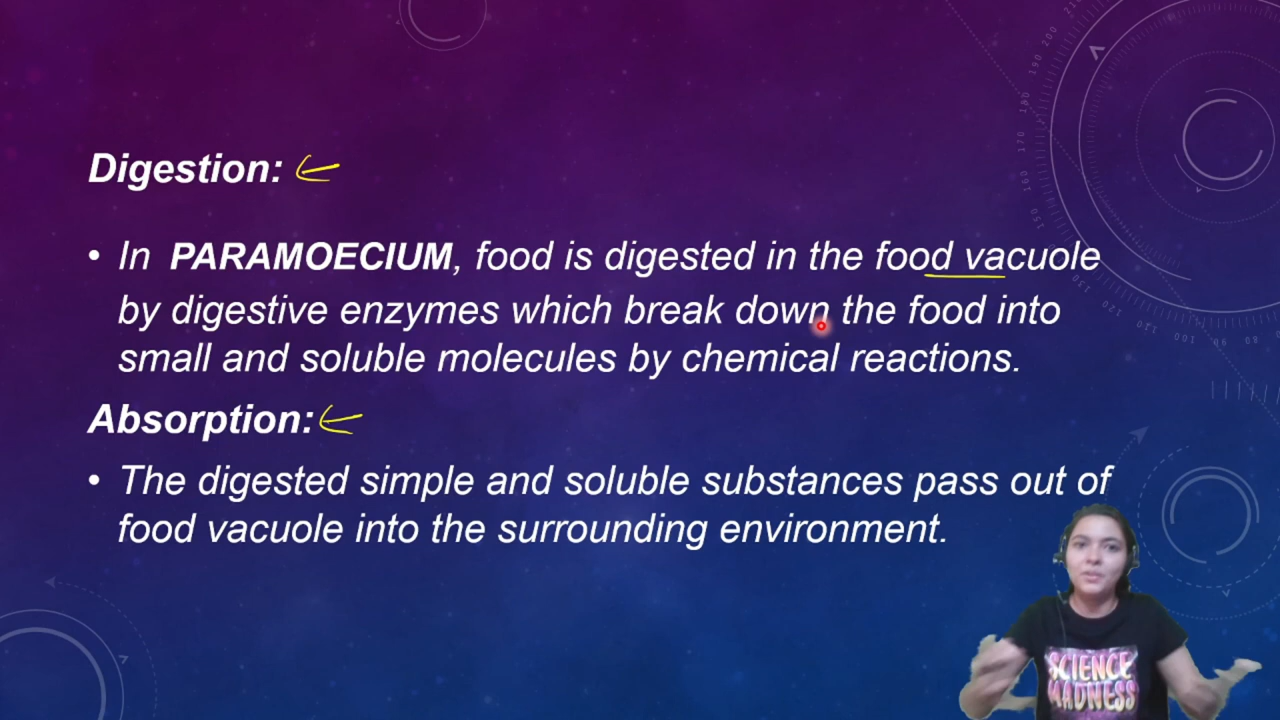 Digestion:
• In PARAMOECIUM, food is digested in the food vacuole
by digestive enzymes which break down the food into
small and soluble molecules by chemical reactions.
Absorption:
• The digested simple and soluble substances pass out of
food vacuole into the surrounding environment.
SCIENCE
MADNESS